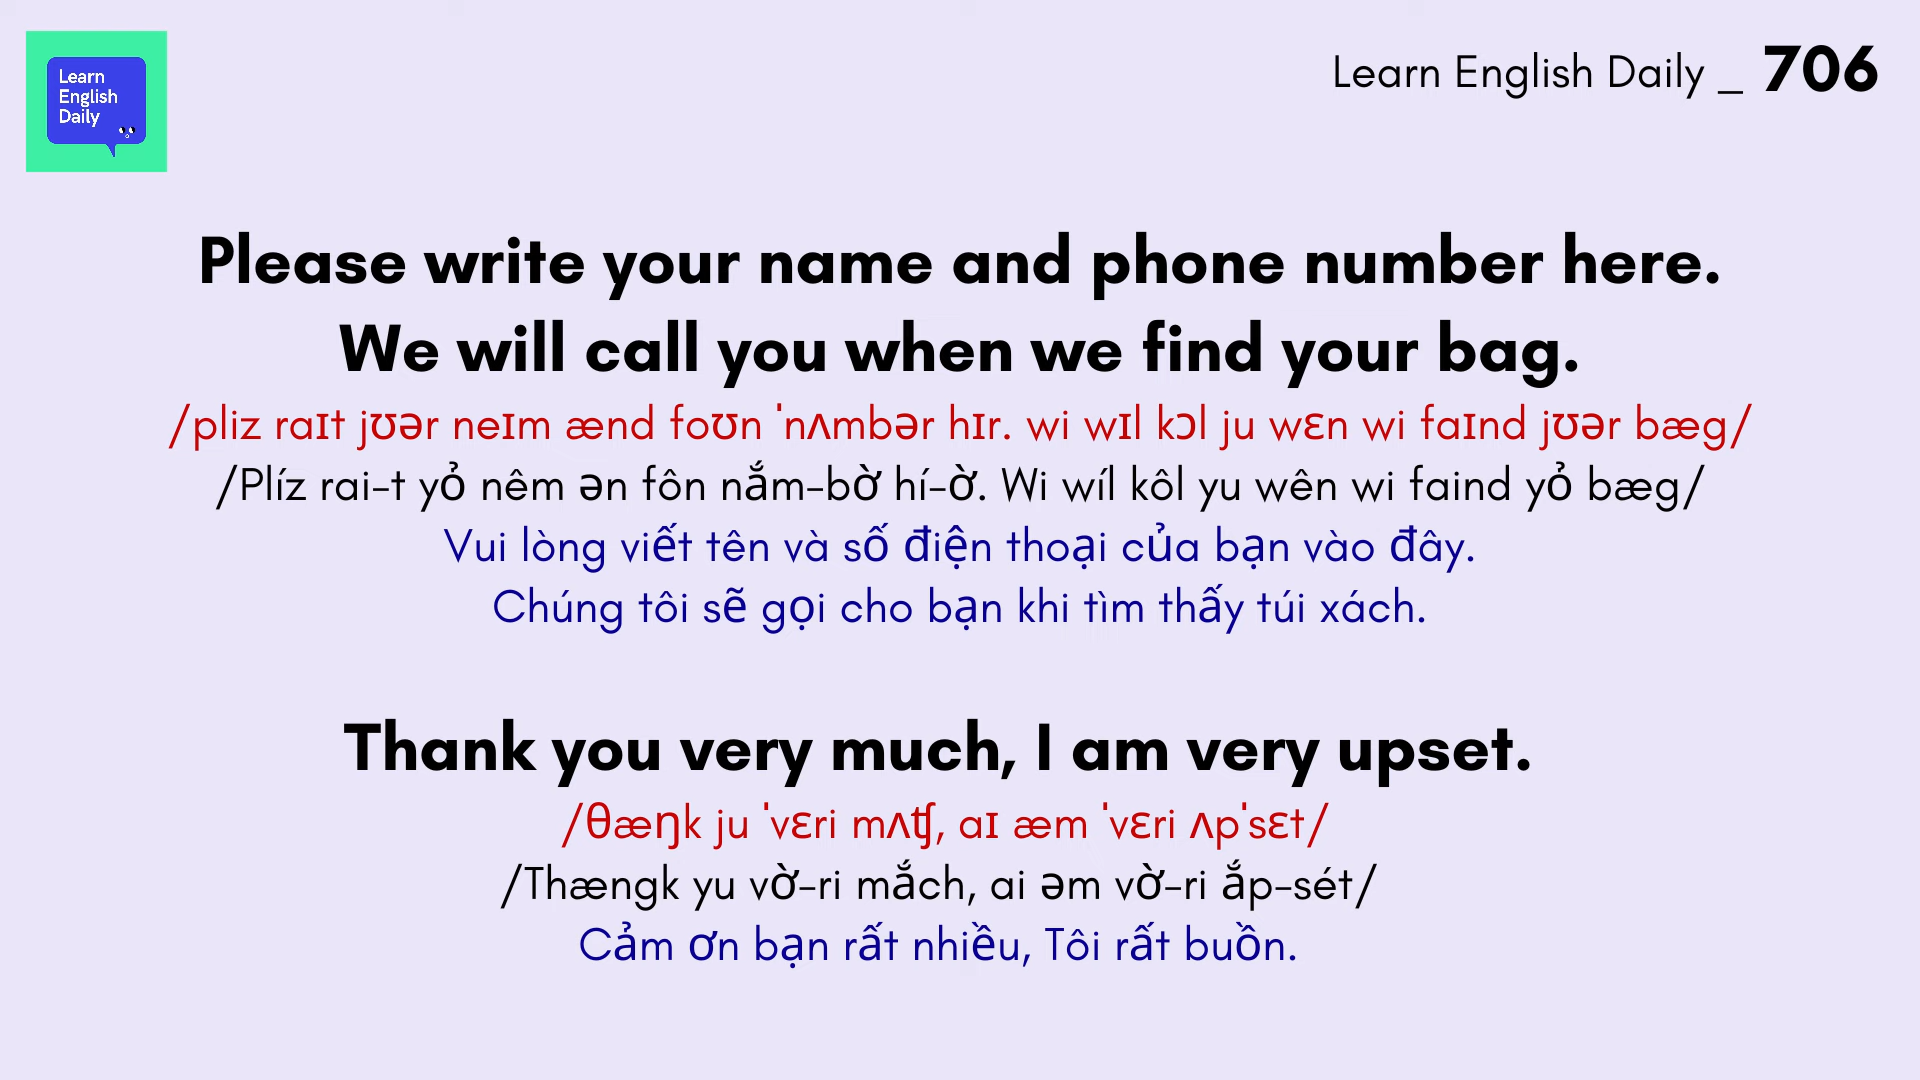 Learn
English
Daily
Learn English Daily _ 706
Please write your name and phone number here.
We will call you when we find your bag.
/pliz raɪt jʊər neɪm ænd foʊn ˈnʌmbər hɪr. wi wɪl kɔl ju wɛn wi faɪnd jʊər bæg/
/Plíz rai-t yỏ nêm ən fôn nắm-bờ hí-ờ. Wi wíl kôl yu wên wi faind yỏ bæg/
Vui lòng viết tên và số điện thoại của bạn vào đây.
Chúng tôi sẽ gọi cho bạn khi tìm thấy túi xách.
Thank you very much, I am very upset.
/θæŋk ju ˈvɛri mʌʧ, aɪ æm ˈvɛri ʌpˈsɛt/
/Thængk yu vờ-ri mắch, ai əm vờ-ri ắp-sét/
Cảm ơn bạn rất nhiều, Tôi rất buồn.